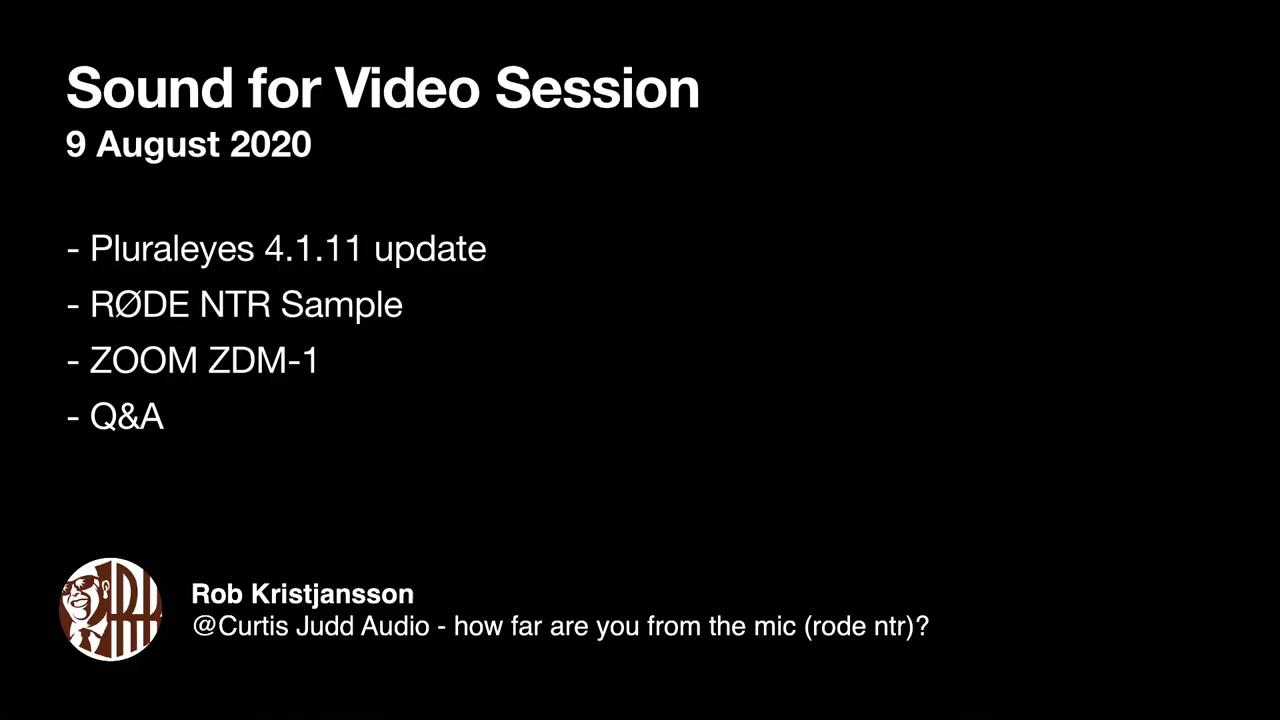 Sound for Video Session
9 August 2020
- Pluraleyes 4.1.11 update
- RØDE NTR Sample
- ZOOM ZDM-1
- Q&A
Rob Kristjansson
@Curtis Judd Audio - how far are you from the mic (rode ntr)?